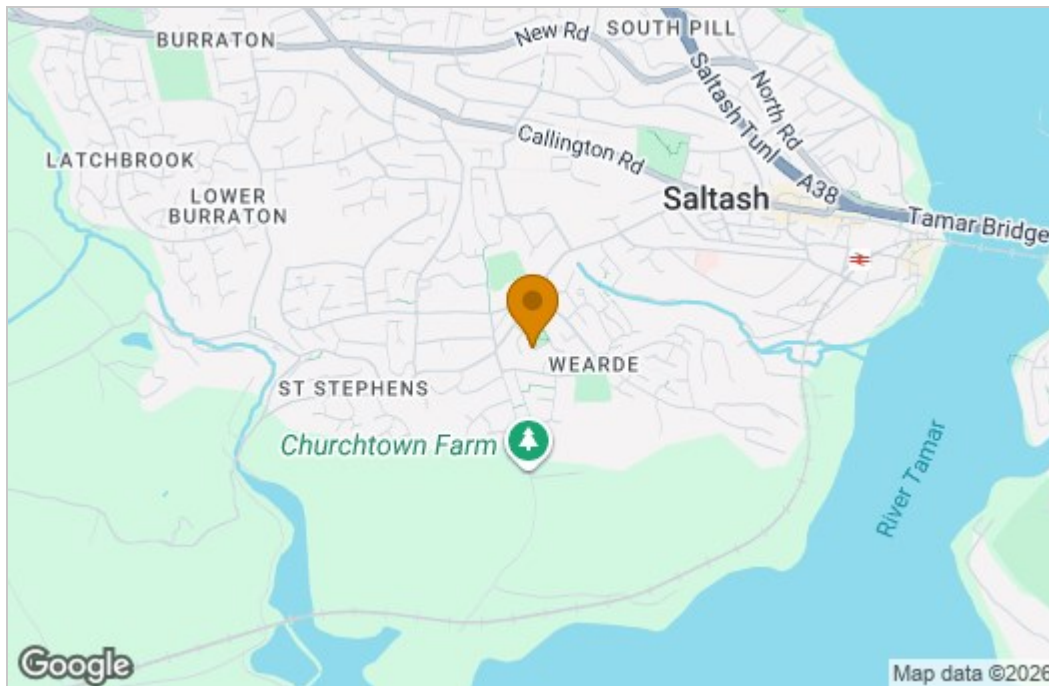 BURRATON
New Rd
SOUTH PILL
Saltash Tunl
North Rd
Callington Rd
LATCHBROOK
LOWER
BURRATON
Saltash
A38
Tamar Bridge
WEARDE
ST STEPHENS
Churchtown Farm
River Tamar
Google
Map data ©2026